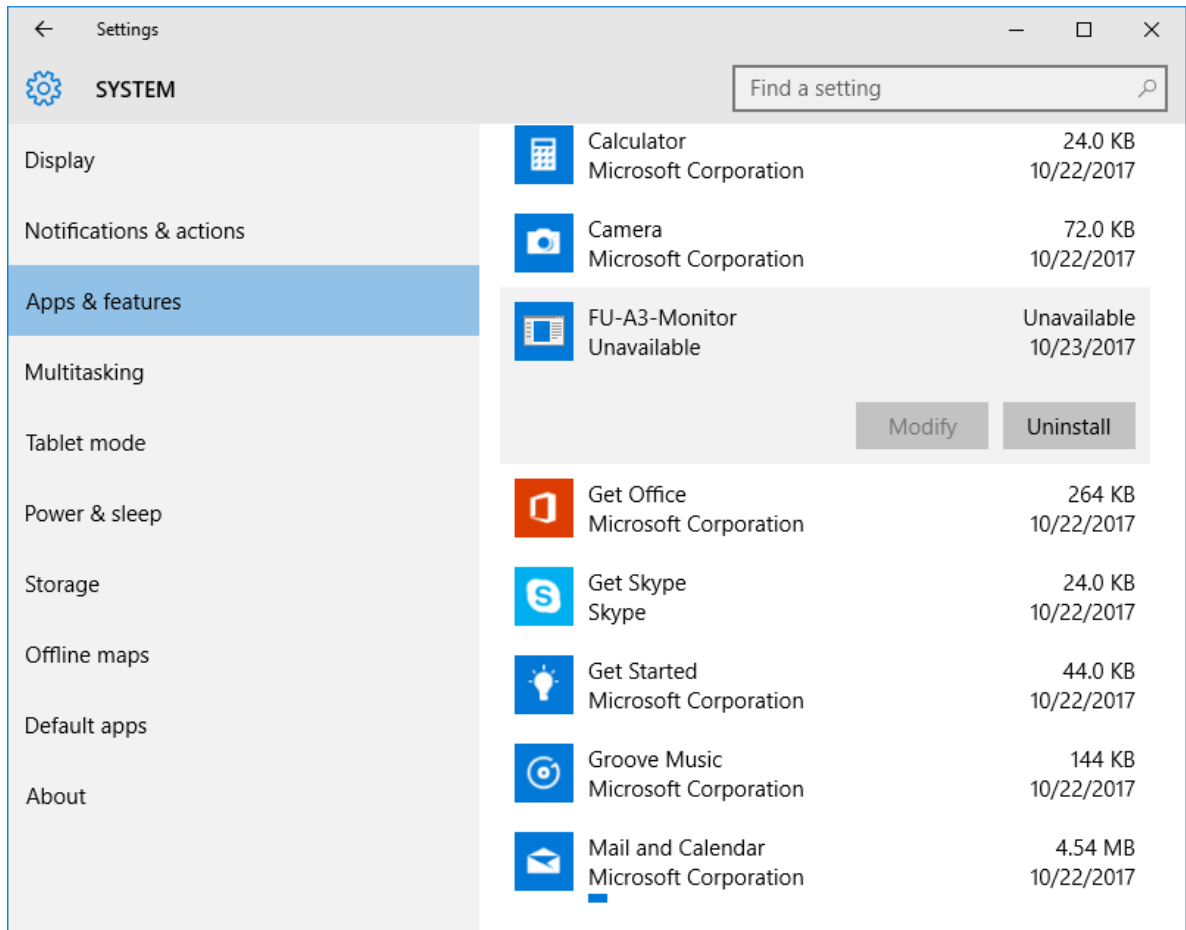 Settings
SYSTEM
Find a setting
Display
Notifications & actions
Apps & features
Multitasking
Tablet mode
Power & sleep
Storage
Offline maps
Default apps
About
Calculator 24.0 KB
Microsoft Corporation 10/22/2017
Camera 72.0 KB
Microsoft Corporation 10/22/2017
FU-A3-Monitor Unavailable
Unavailable 10/23/2017
Modify Uninstall
Get Office 264 KB
Microsoft Corporation 10/22/2017
Get Skype 24.0 KB
Skype 10/22/2017
Get Started 44.0 KB
Microsoft Corporation 10/22/2017
Groove Music 144 KB
Microsoft Corporation 10/22/2017
Mail and Calendar 4.54 MB
Microsoft Corporation 10/22/2017